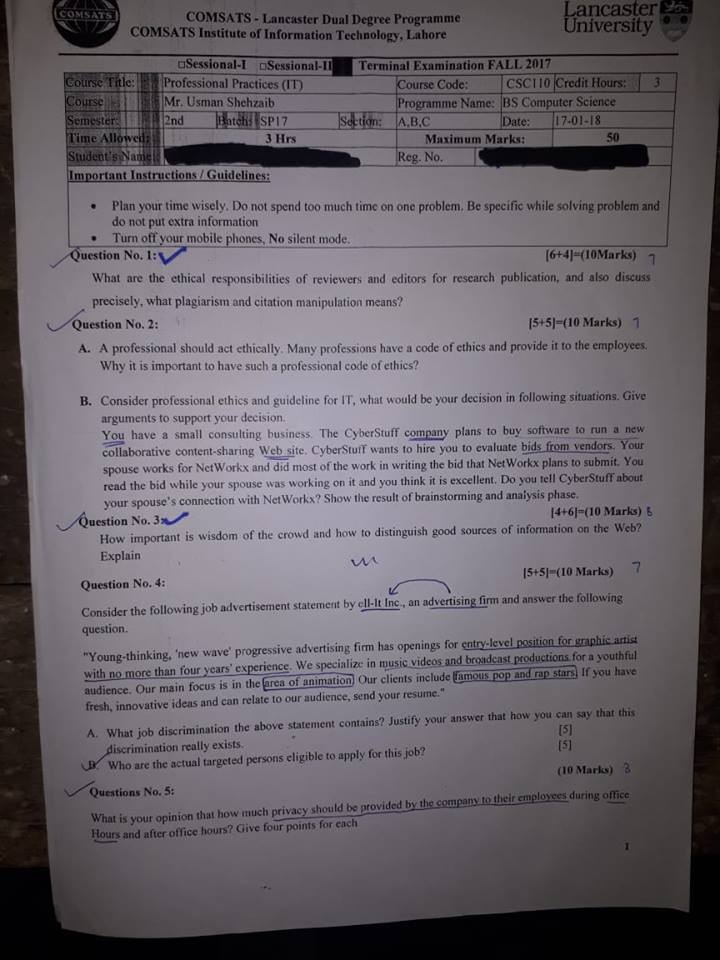 COMSATS
COMSATS - Lancaster Dual Degree Programme
COMSATS Institute of Information Technology, Lahore
Lancaster
University
□Sessional-I □Sessional-II Terminal Examination FALL 2017
Course Title: Professional Practices (IT) Course Code: CSC110 Credit Hours: 3
Course Mr. Usman Shehzaib Programme Name: BS Computer Science
Semester: 2nd Batch: SP17 Section: A,B,C Date: 17-01-18
Time Allowed: 3 Hrs Maximum Marks: 50
Student's Name: Reg. No.
Important Instructions / Guidelines:
• Plan your time wisely. Do not spend too much time on one problem. Be specific while solving problem and
do not put extra information
• Turn off your mobile phones, No silent mode.
Question No. 1: [6+4]=(10Marks) 7
What are the ethical responsibilities of reviewers and editors for research publication, and also discuss
precisely, what plagiarism and citation manipulation means?
Question No. 2: [5+5]=(10 Marks) 7
A. A professional should act ethically. Many professions have a code of ethics and provide it to the employees.
Why it is important to have such a professional code of ethics?
B. Consider professional ethics and guideline for IT, what would be your decision in following situations. Give
arguments to support your decision.
You have a small consulting business. The CyberStuff company plans to buy software to run a new
collaborative content-sharing Web site. CyberStuff wants to hire you to evaluate bids from vendors. Your
spouse works for NetWorkx and did most of the work in writing the bid that NetWorkx plans to submit. You
read the bid while your spouse was working on it and you think it is excellent. Do you tell CyberStuff about
your spouse's connection with NetWorkx? Show the result of brainstorming and analysis phase.
Question No. 3: [4+6]=(10 Marks) 8
How important is wisdom of the crowd and how to distinguish good sources of information on the Web?
Explain
Question No. 4: [5+5]=(10 Marks) 7
Consider the following job advertisement statement by ell-It Inc., an advertising firm and answer the following
question.
"Young-thinking, 'new wave' progressive advertising firm has openings for entry-level position for graphic artist
with no more than four years' experience. We specialize in music videos and broadcast productions for a youthful
audience. Our main focus is in the area of animation. Our clients include famous pop and rap stars. If you have
fresh, innovative ideas and can relate to our audience, send your resume."
A. What job discrimination the above statement contains? Justify your answer that how you can say that this
discrimination really exists. [5]
B. Who are the actual targeted persons eligible to apply for this job? [5]
Questions No. 5: (10 Marks) 8
What is your opinion that how much privacy should be provided by the company to their employees during office
Hours and after office hours? Give four points for each
1